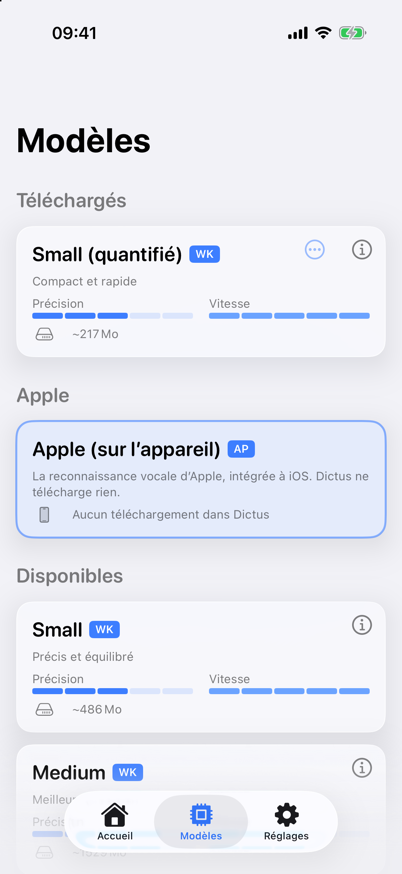 09:41
Modèles
Téléchargés
Small (quantifié) WK
Compact et rapide
Précision Vitesse
~217 Mo
Apple
Apple (sur l'appareil) AP
La reconnaissance vocale d'Apple, intégrée à iOS. Dictus ne
télécharge rien.
Aucun téléchargement dans Dictus
Disponibles
Small WK
Précis et équilibré
Précision Vitesse
~486 Mo
Medium WK
Accueil Modèles Réglages